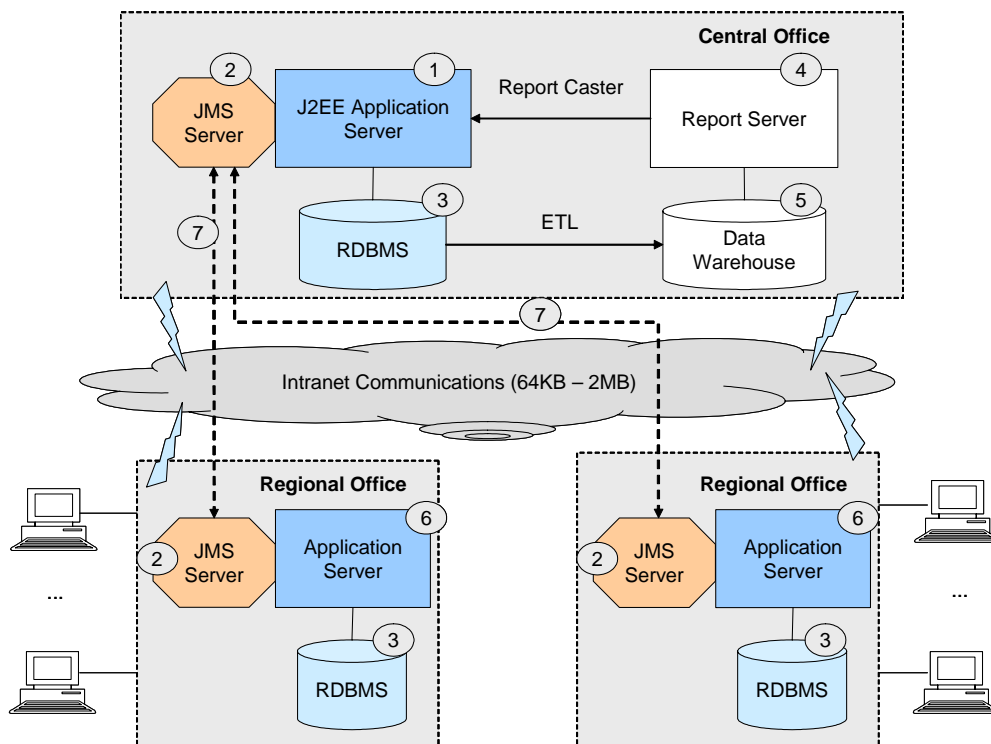 Central Office
2
1
4
JMS
Server
J2EE Application
Server
Report Caster
Report Server
3
5
7
RDBMS
ETL
Data
Warehouse
7
Intranet Communications (64KB – 2MB)
Regional Office
6
2
JMS
Server
Application
Server
...
3
RDBMS
Regional Office
6
2
JMS
Server
Application
Server
...
3
RDBMS